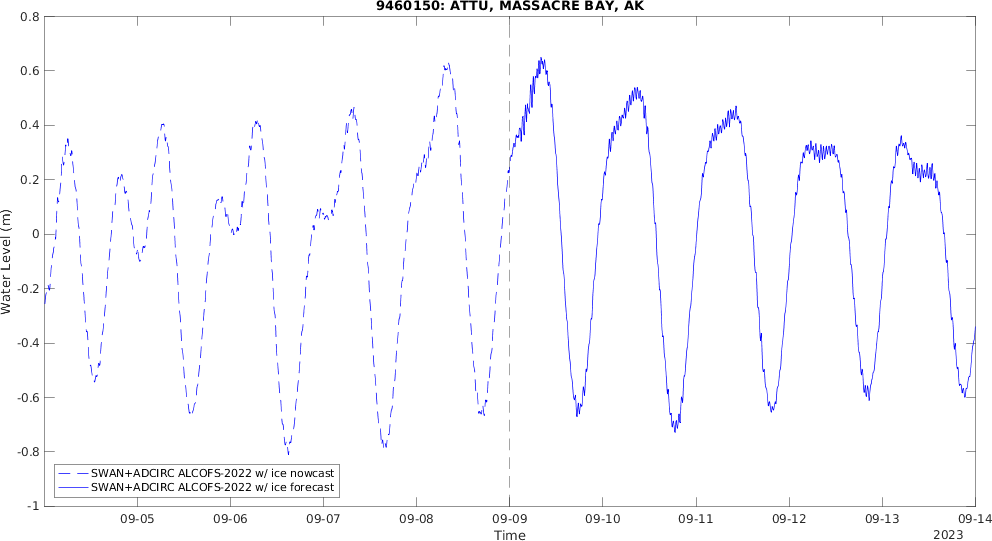 9460150: ATTU, MASSACRE BAY, AK
0.8
0.6
0.4
0.2
0
-0.2
-0.4
-0.6
-0.8
-1
Water Level (m)
SWAN+ADCIRC ALCOFS-2022 w/ ice nowcast
SWAN+ADCIRC ALCOFS-2022 w/ ice forecast
09-05 09-06 09-07 09-08 09-09 09-10 09-11 09-12 09-13 09-14
Time
2023